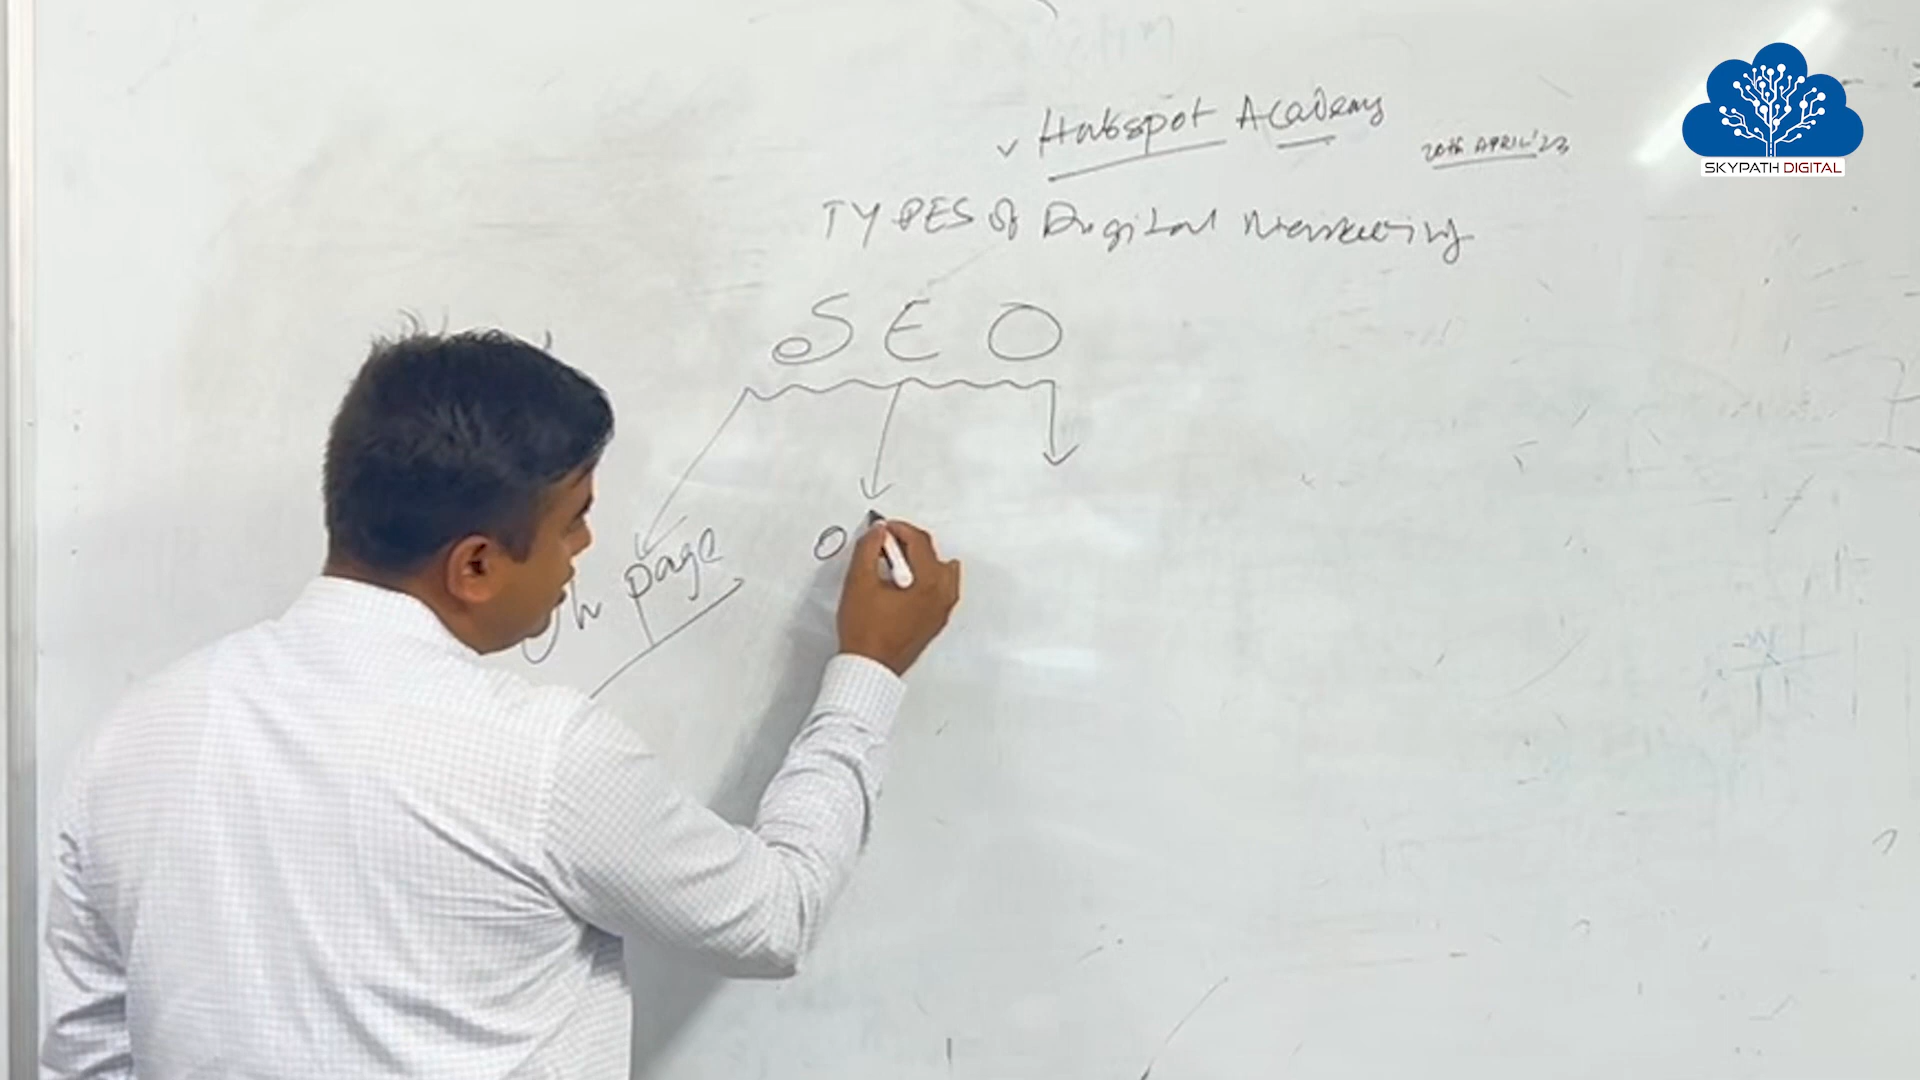 ✓ Hubspot Academy
20th APRIL'23
SKYPATH DIGITAL
TYPES of Digital Marketing
SEO
On page
O